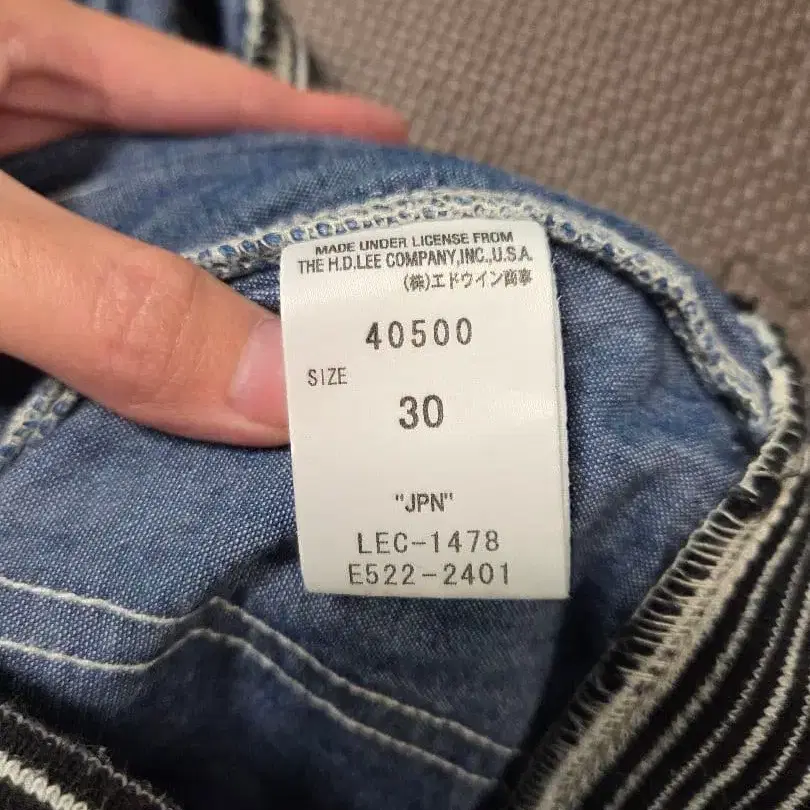 MADE UNDER LICENSE FROM
THE H.D.LEE COMPANY,INC.,U.S.A.
(株)エドウイン商事
40500
SIZE
30
"JPN"
LEC-1478
E522-2401